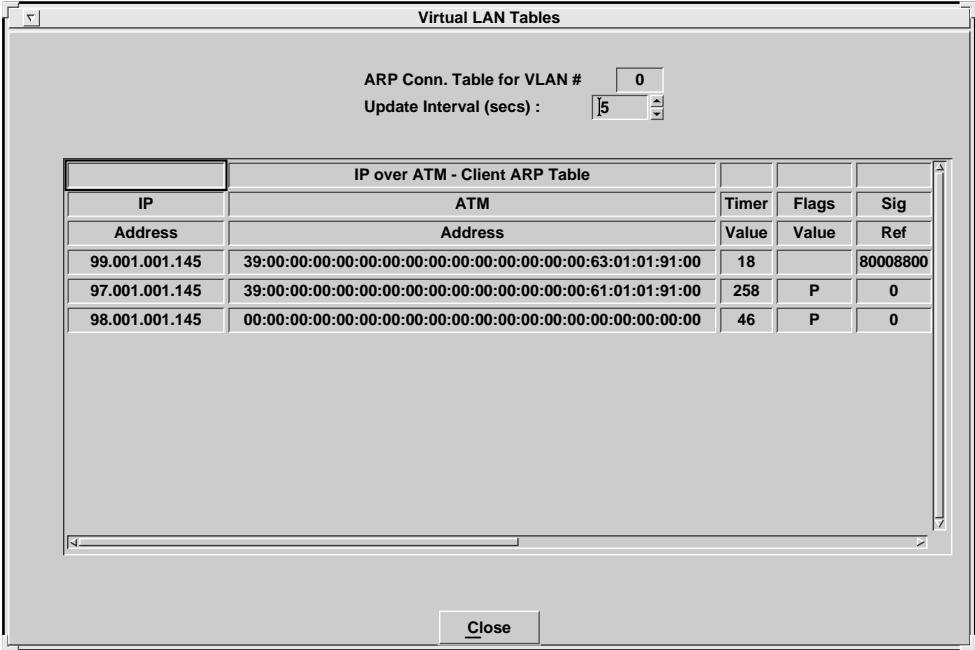 Virtual LAN Tables
ARP Conn. Table for VLAN # 0
Update Interval (secs) : 5
IP over ATM - Client ARP Table
IP ATM Timer Flags Sig
Address Address Value Value Ref
99.001.001.145 39:00:00:00:00:00:00:00:00:00:00:00:00:00:63:01:01:91:00 18 80008800
97.001.001.145 39:00:00:00:00:00:00:00:00:00:00:00:00:00:61:01:01:91:00 258 P 0
98.001.001.145 00:00:00:00:00:00:00:00:00:00:00:00:00:00:00:00:00:00:00 46 P 0
Close